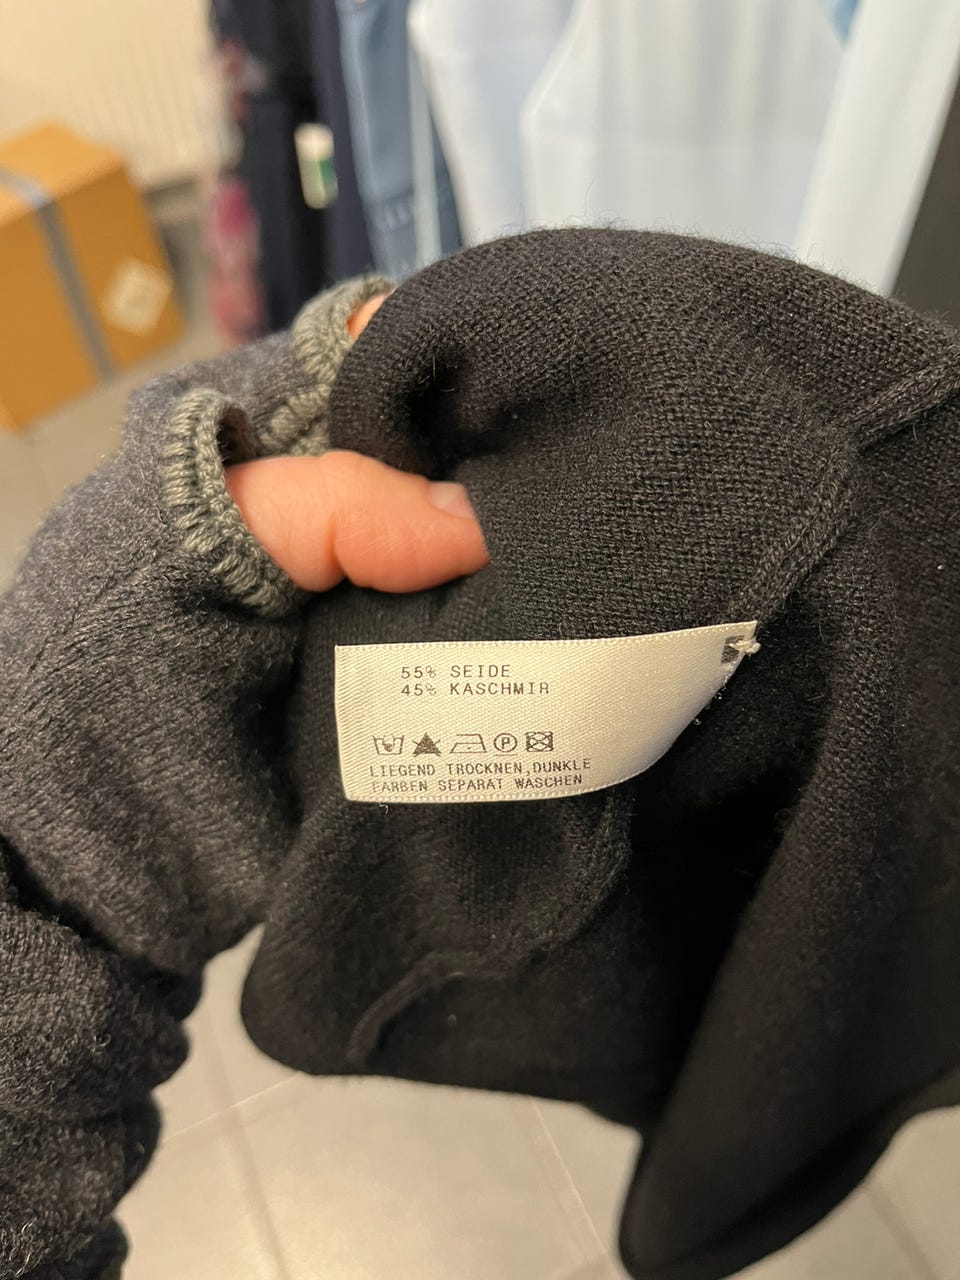 55% SEIDE
45% KASCHMIR
P
LIEGEND TROCKNEN,DUNKLE
FARBEN SEPARAT WASCHEN